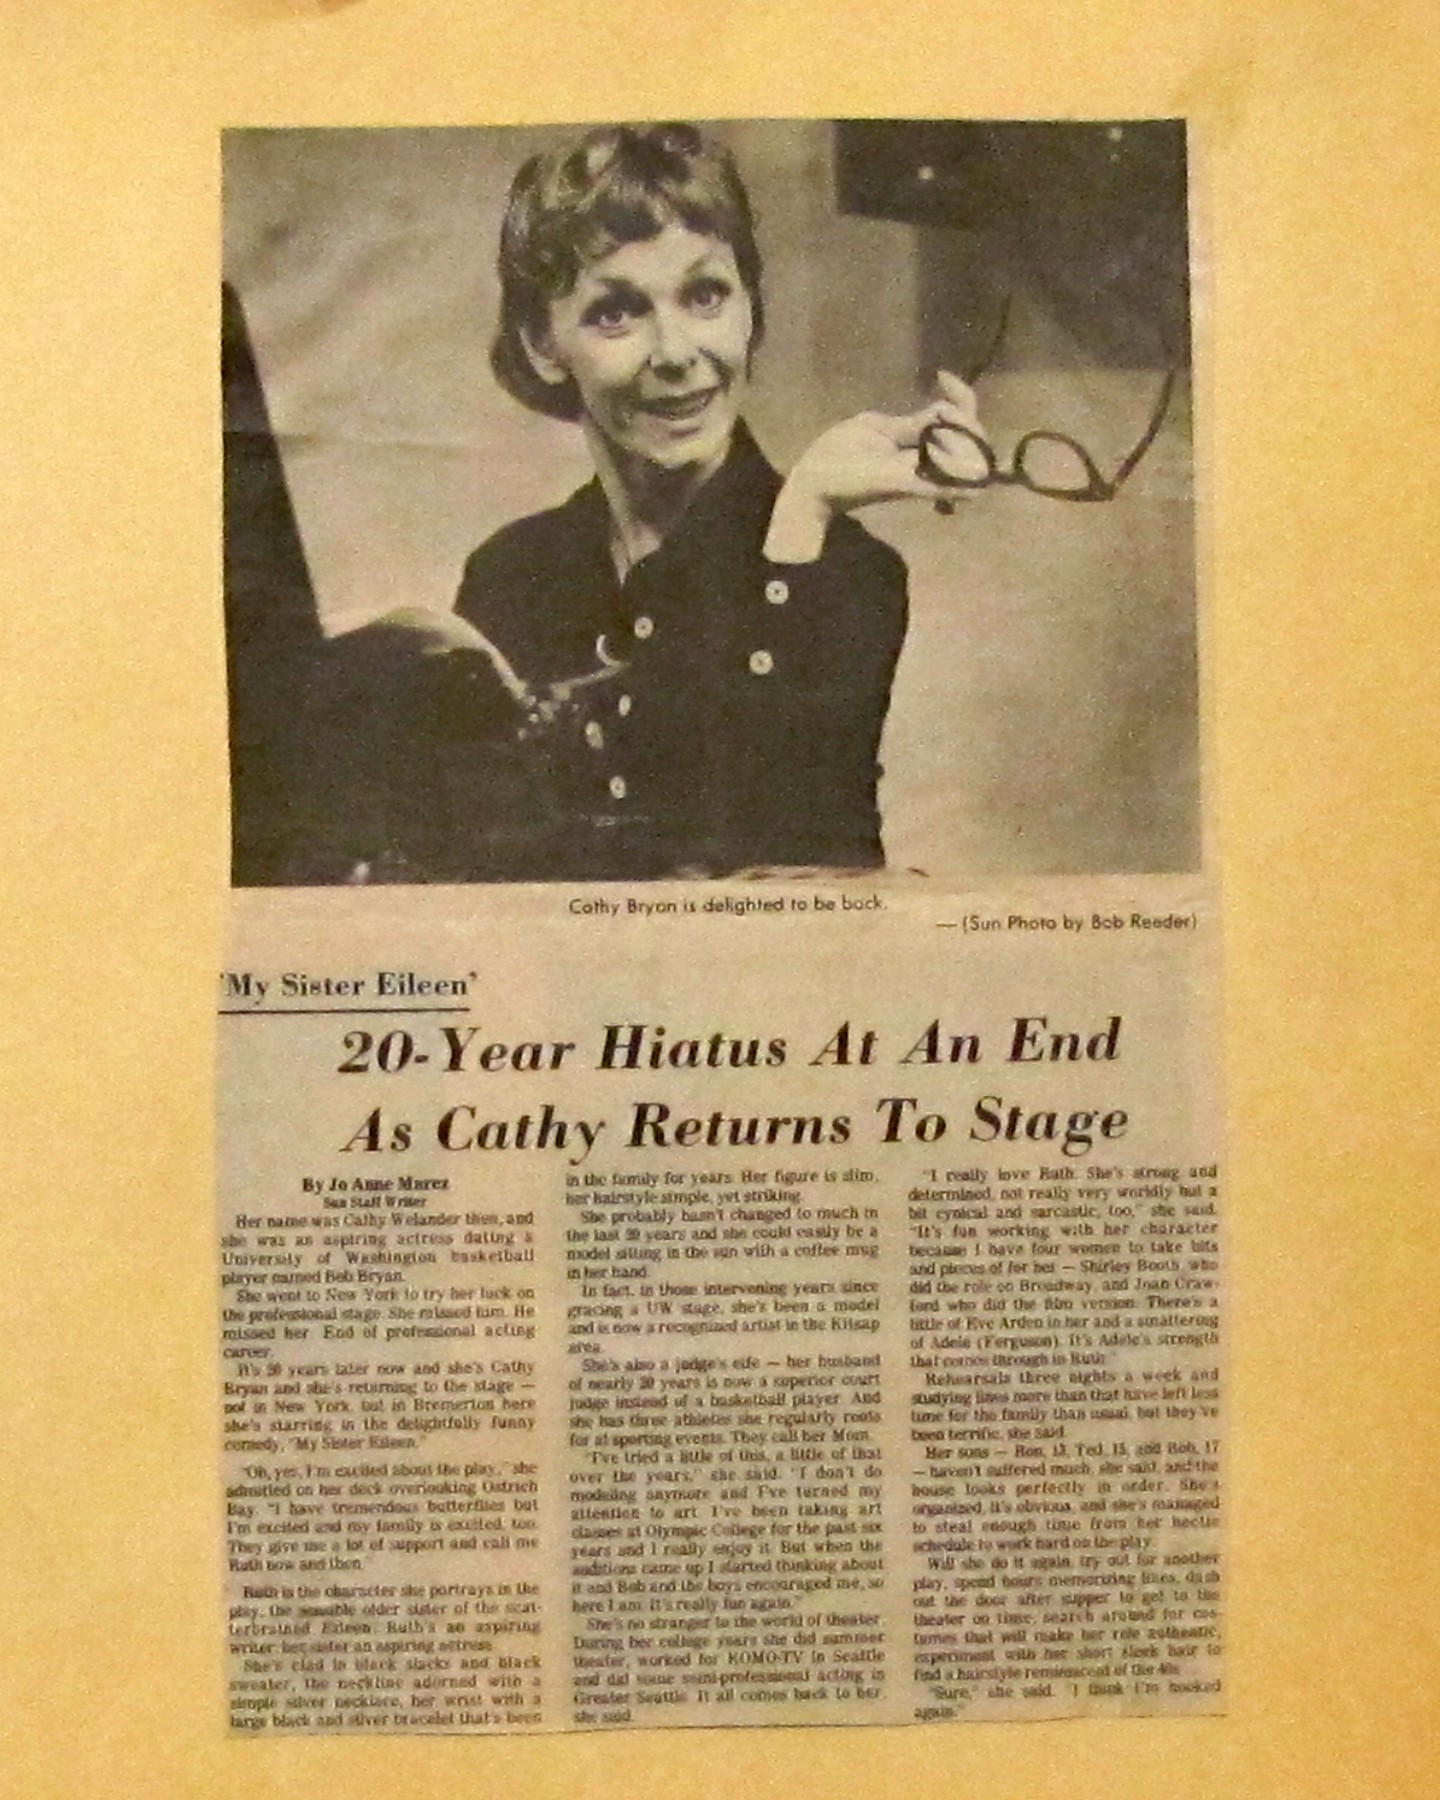 Cathy Bryan is delighted to be back.
— (Sun Photo by Bob Reeder)
'My Sister Eileen'
20-Year Hiatus At An End
As Cathy Returns To Stage
By Jo Anne Marez
Sun Staff Writer
Her name was Cathy Welander then, and
she was an aspiring actress dating a
University of Washington basketball
player named Bob Bryan.
She went to New York to try her luck on
the professional stage. She missed him. He
missed her. End of professional acting
career.
It's 20 years later now and she's Cathy
Bryan and she's returning to the stage —
not in New York, but in Bremerton here
she's starring in the delightfully funny
comedy, "My Sister Eileen."
"Oh, yes, I'm excited about the play," she
admitted on her deck overlooking Ostrich
Bay. "I have tremendous butterflies but
I'm excited and my family is excited, too.
They give me a lot of support and call me
Ruth now and then."
Ruth is the character she portrays in the
play, the sensible older sister of the scat-
terbrained Eileen. Ruth's an aspiring
writer; her sister an aspiring actress.
She's clad in black slacks and black
sweater, the neckline adorned with a
simple silver necklace, her wrist with a
large black and silver bracelet that's been
in the family for years. Her figure is slim,
her hairstyle simple, yet striking.
She probably hasn't changed to much in
the last 20 years and she could easily be a
model sitting in the sun with a coffee mug
in her hand.
In fact, in those intervening years since
gracing a UW stage, she's been a model
and is now a recognized artist in the Kitsap
area.
She's also a judge's eife — her husband
of nearly 20 years is now a superior court
judge instead of a basketball player. And
she has three athletes she regularly roots
for at sporting events. They call her Mom.
"I've tried a little of this, a little of that
over the years," she said. "I don't do
modeling anymore and I've turned my
attention to art. I've been taking art
classes at Olympic College for the past six
years and I really enjoy it. But when the
auditions came up I started thinking about
it and Bob and the boys encouraged me, so
here I am. It's really fun again."
She's no stranger to the world of theater.
During her college years she did summer
theater, worked for KOMO-TV in Seattle
and did some semi-professional acting in
Greater Seattle. It all comes back to her,
she said.
"I really love Ruth. She's strong and
determined, not really very worldly but a
bit cynical and sarcastic, too," she said.
"It's fun working with her character
because I have four women to take bits
and pieces of for her — Shirley Booth, who
did the role on Broadway, and Joan Craw-
ford who did the film version. There's a
little of Eve Arden in her and a smattering
of Adele (Ferguson). It's Adele's strength
that comes through in Ruth."
Rehearsals three nights a week and
studying lines more than that have left less
time for the family than usual, but they've
been terrific, she said.
Her sons — Ron, 13, Ted, 15, and Bob, 17
— haven't suffered much, she said, and the
house looks perfectly in order. She's
organized, it's obvious, and she's managed
to steal enough time from her hectic
schedule to work hard on the play.
Will she do it again, try out for another
play, spend hours memorizing lines, dash
out the door after supper to get to the
theater on time, search around for cos-
tumes that will make her role authentic,
experiment with her short sleek hair to
find a hairstyle reminescent of the 40s
"Sure," she said. "I think I'm hooked
again."